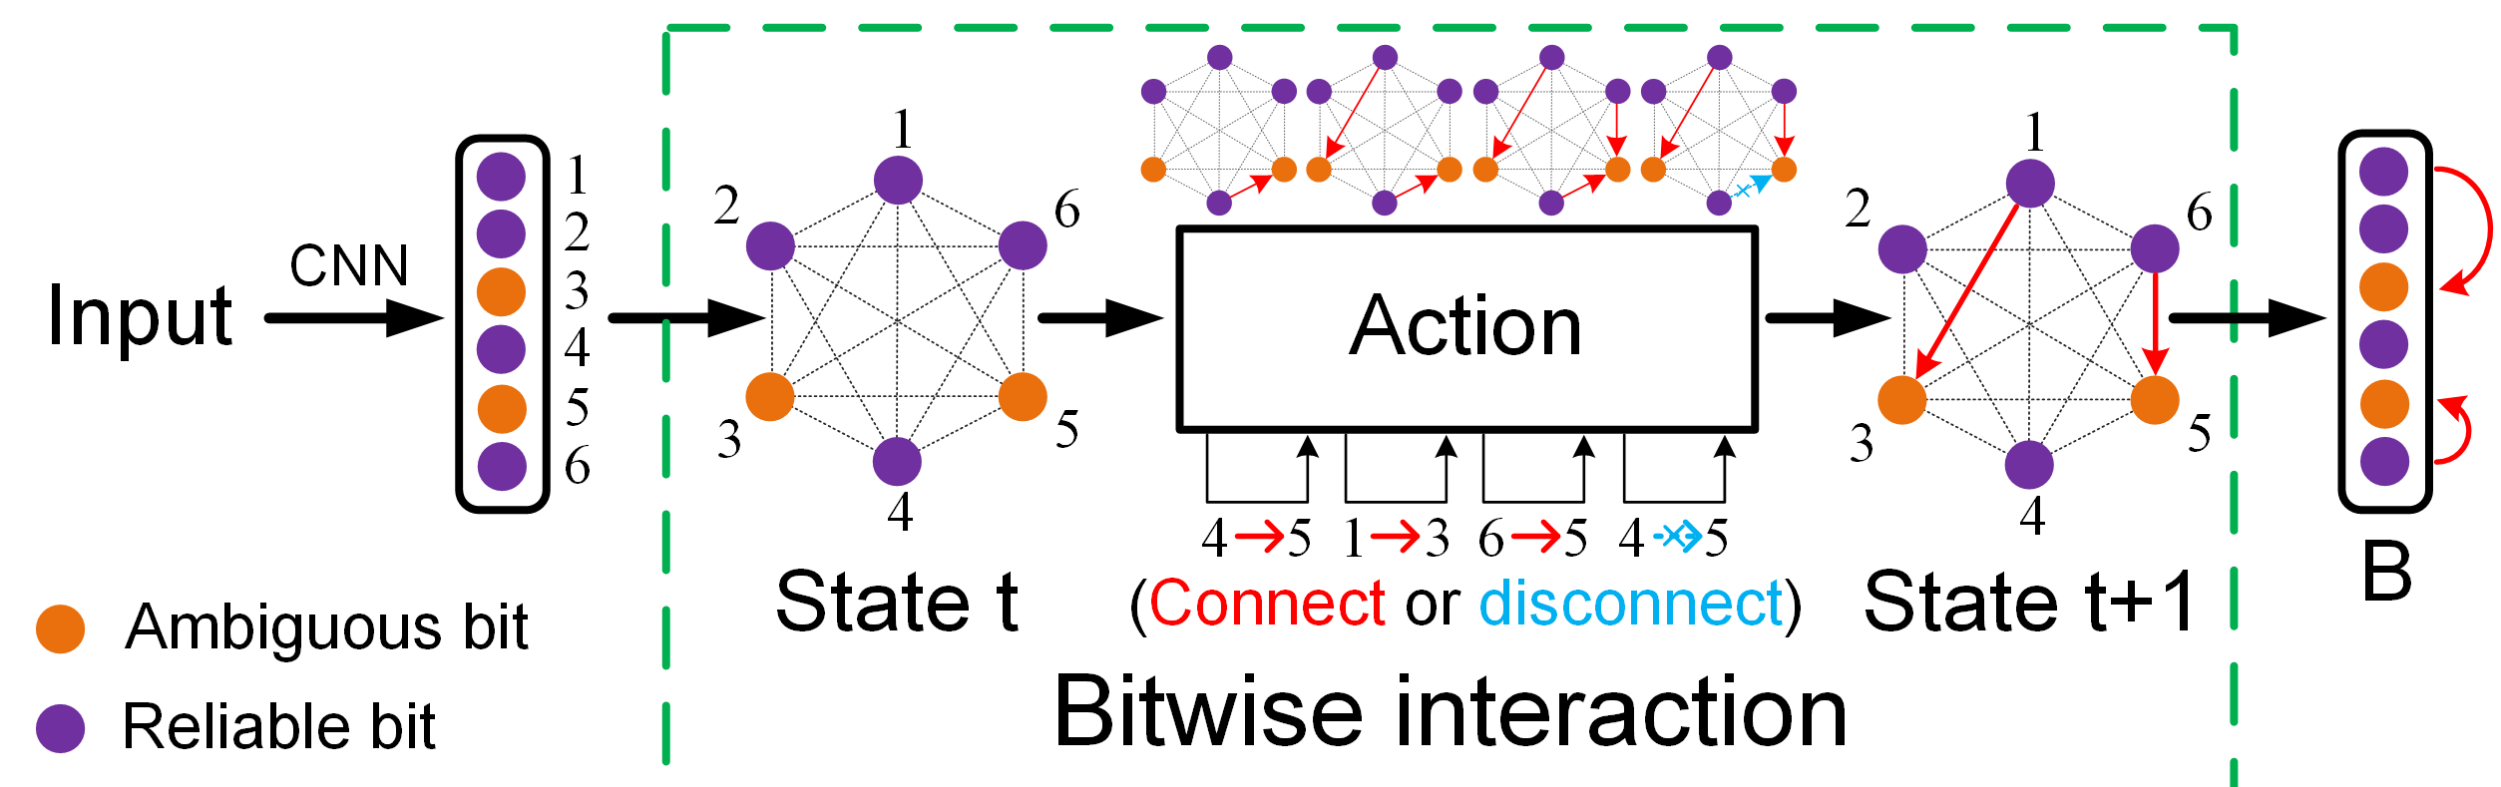 Input
CNN
1
2
3
4
5
6
1
2
6
3
5
4
State t
Action
4→5 1→3 6→5 4⇢5
(Connect or disconnect)
1
2
6
3
5
4
State t+1
B
Ambiguous bit
Reliable bit
Bitwise interaction